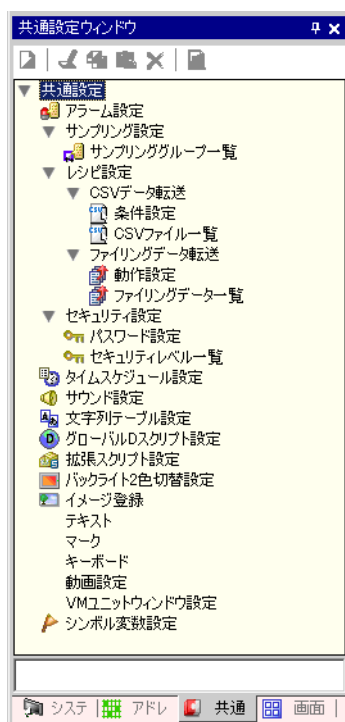 共通設定ウィンドウ
共通設定
アラーム設定
サンプリング設定
サンプリンググループ一覧
レシピ設定
CSVデータ転送
条件設定
CSVファイル一覧
ファイリングデータ転送
動作設定
ファイリングデータ一覧
セキュリティ設定
パスワード設定
セキュリティレベル一覧
タイムスケジュール設定
サウンド設定
文字列テーブル設定
グローバルDスクリプト設定
拡張スクリプト設定
バックライト2色切替設定
イメージ登録
テキスト
マーク
キーボード
動画設定
VMユニットウィンドウ設定
シンボル変数設定
システ アドレ 共通 画面